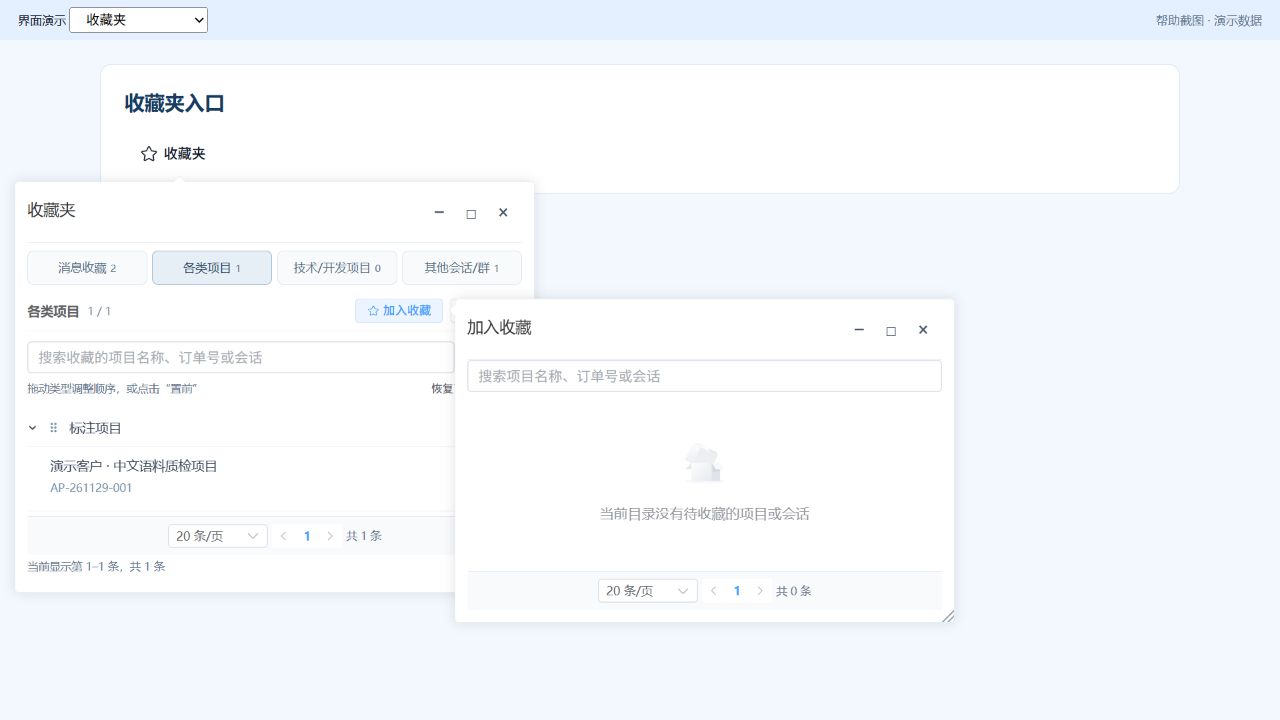 界面演示 收藏夹 帮助截图 · 演示数据
收藏夹入口
收藏夹
收藏夹
消息收藏 2 各类项目 1 技术/开发项目 0 其他会话/群 1
各类项目 1 / 1 加入收藏
搜索收藏的项目名称、订单号或会话
拖动类型调整顺序，或点击“置前” 恢复
标注项目
演示客户 · 中文语料质检项目
AP-261129-001
20 条/页 1 共 1 条
当前显示第 1–1 条，共 1 条
加入收藏
搜索项目名称、订单号或会话
当前目录没有待收藏的项目或会话
20 条/页 1 共 0 条